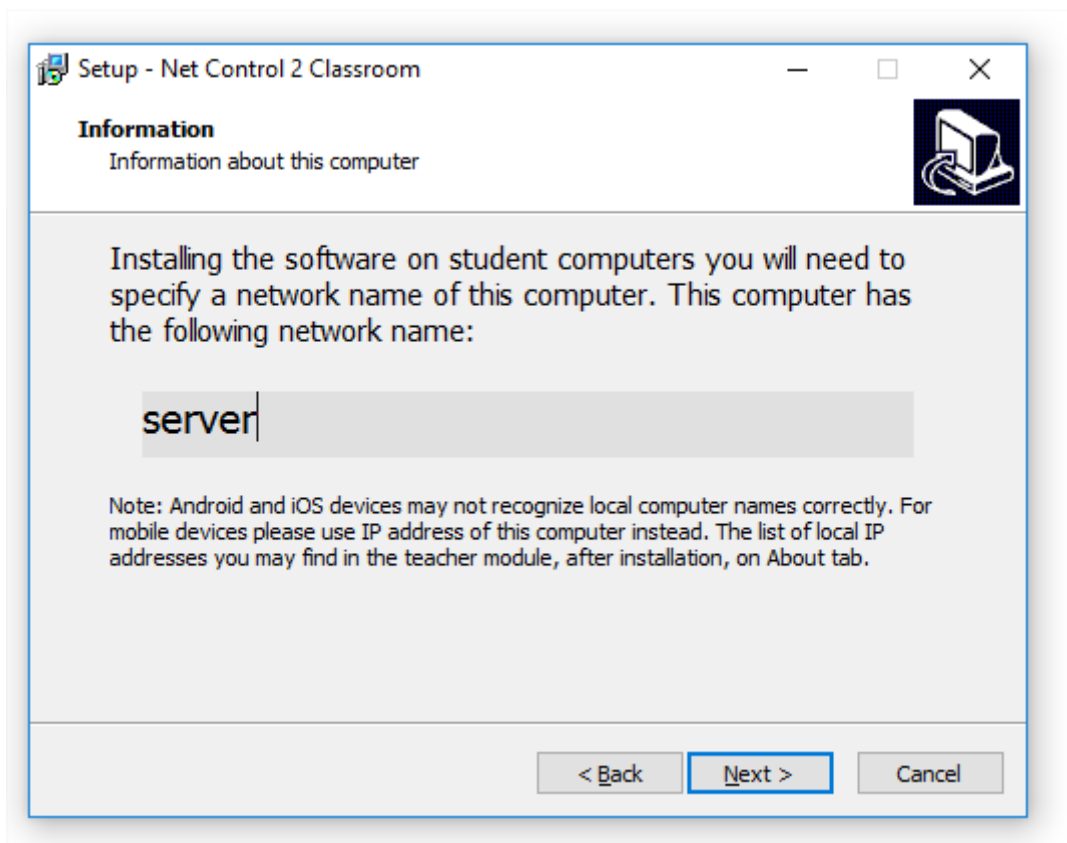 Setup - Net Control 2 Classroom
Information
Information about this computer
Installing the software on student computers you will need to
specify a network name of this computer. This computer has
the following network name:
server
Note: Android and iOS devices may not recognize local computer names correctly. For
mobile devices please use IP address of this computer instead. The list of local IP
addresses you may find in the teacher module, after installation, on About tab.
< Back
Next >
Cancel